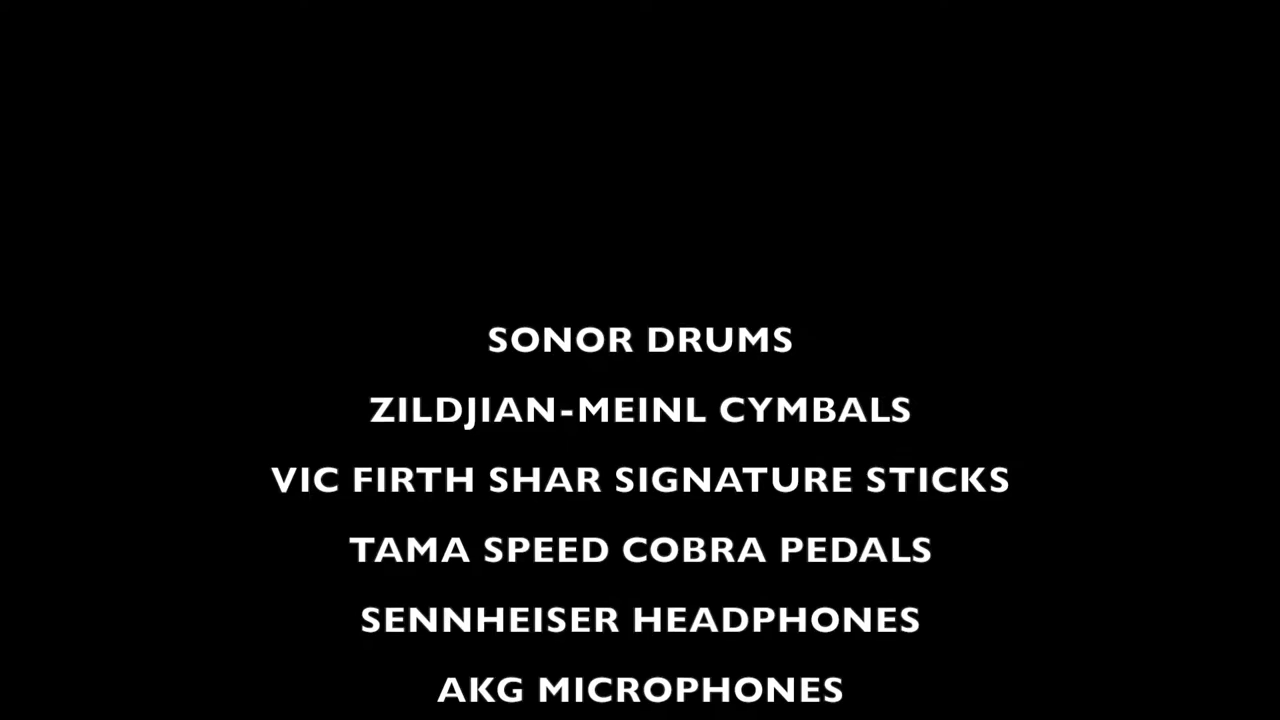 SONOR DRUMS
ZILDJIAN-MEINL CYMBALS
VIC FIRTH SHAR SIGNATURE STICKS
TAMA SPEED COBRA PEDALS
SENNHEISER HEADPHONES
AKG MICROPHONES